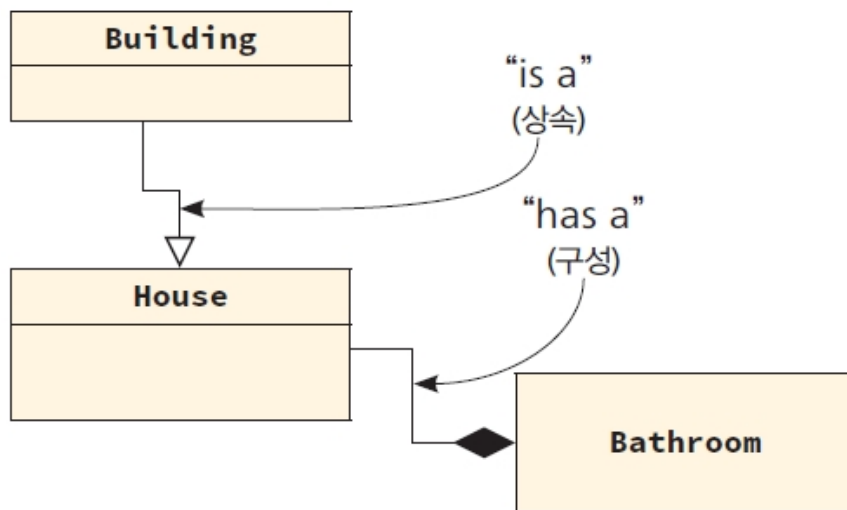 Building
“is a”
(상속)
“has a”
(구성)
House
Bathroom